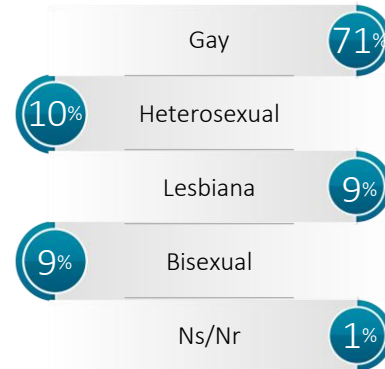 Gay 71%
10% Heterosexual
Lesbiana 9%
9% Bisexual
Ns/Nr 1%